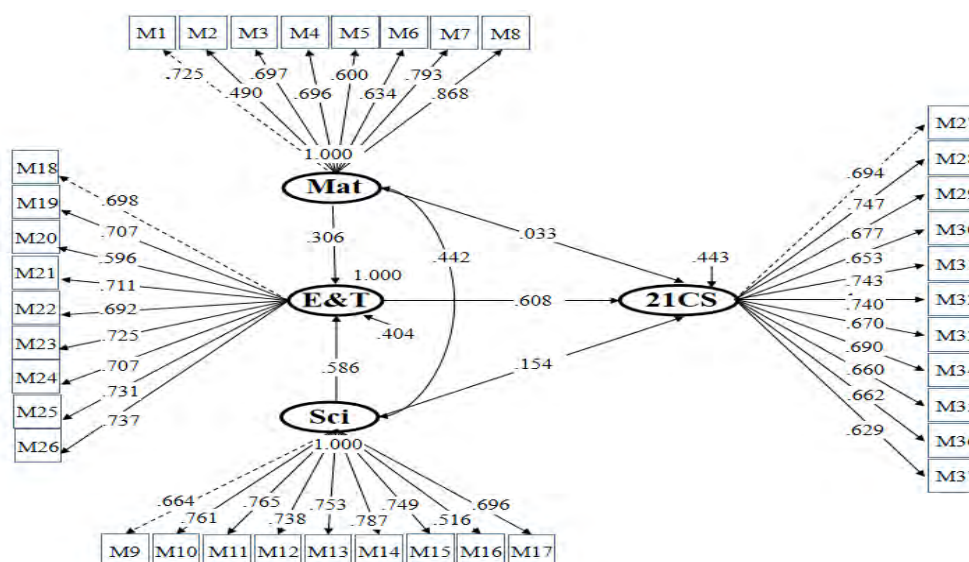 M1 M2 M3 M4 M5 M6 M7 M8
.725 .490 .697 .696 .600 .634 .793 .868
1.000
Mat
M18
M19
M20
M21
M22
M23
M24
M25
M26
.698
.707
.596
.711
.692
.725
.707
.731
.737
.306
1.000
E&T
.404
.586
.442
.033
.608
.154
.443
21CS
Sci
1.000
.694
.747
.677
.653
.743
.740
.670
.690
.660
.662
.629
M28
M29
M34
.664 .761 .765 .738 .753 .787 .749 .516 .696
M9 M10 M11 M12 M13 M14 M15 M16 M17